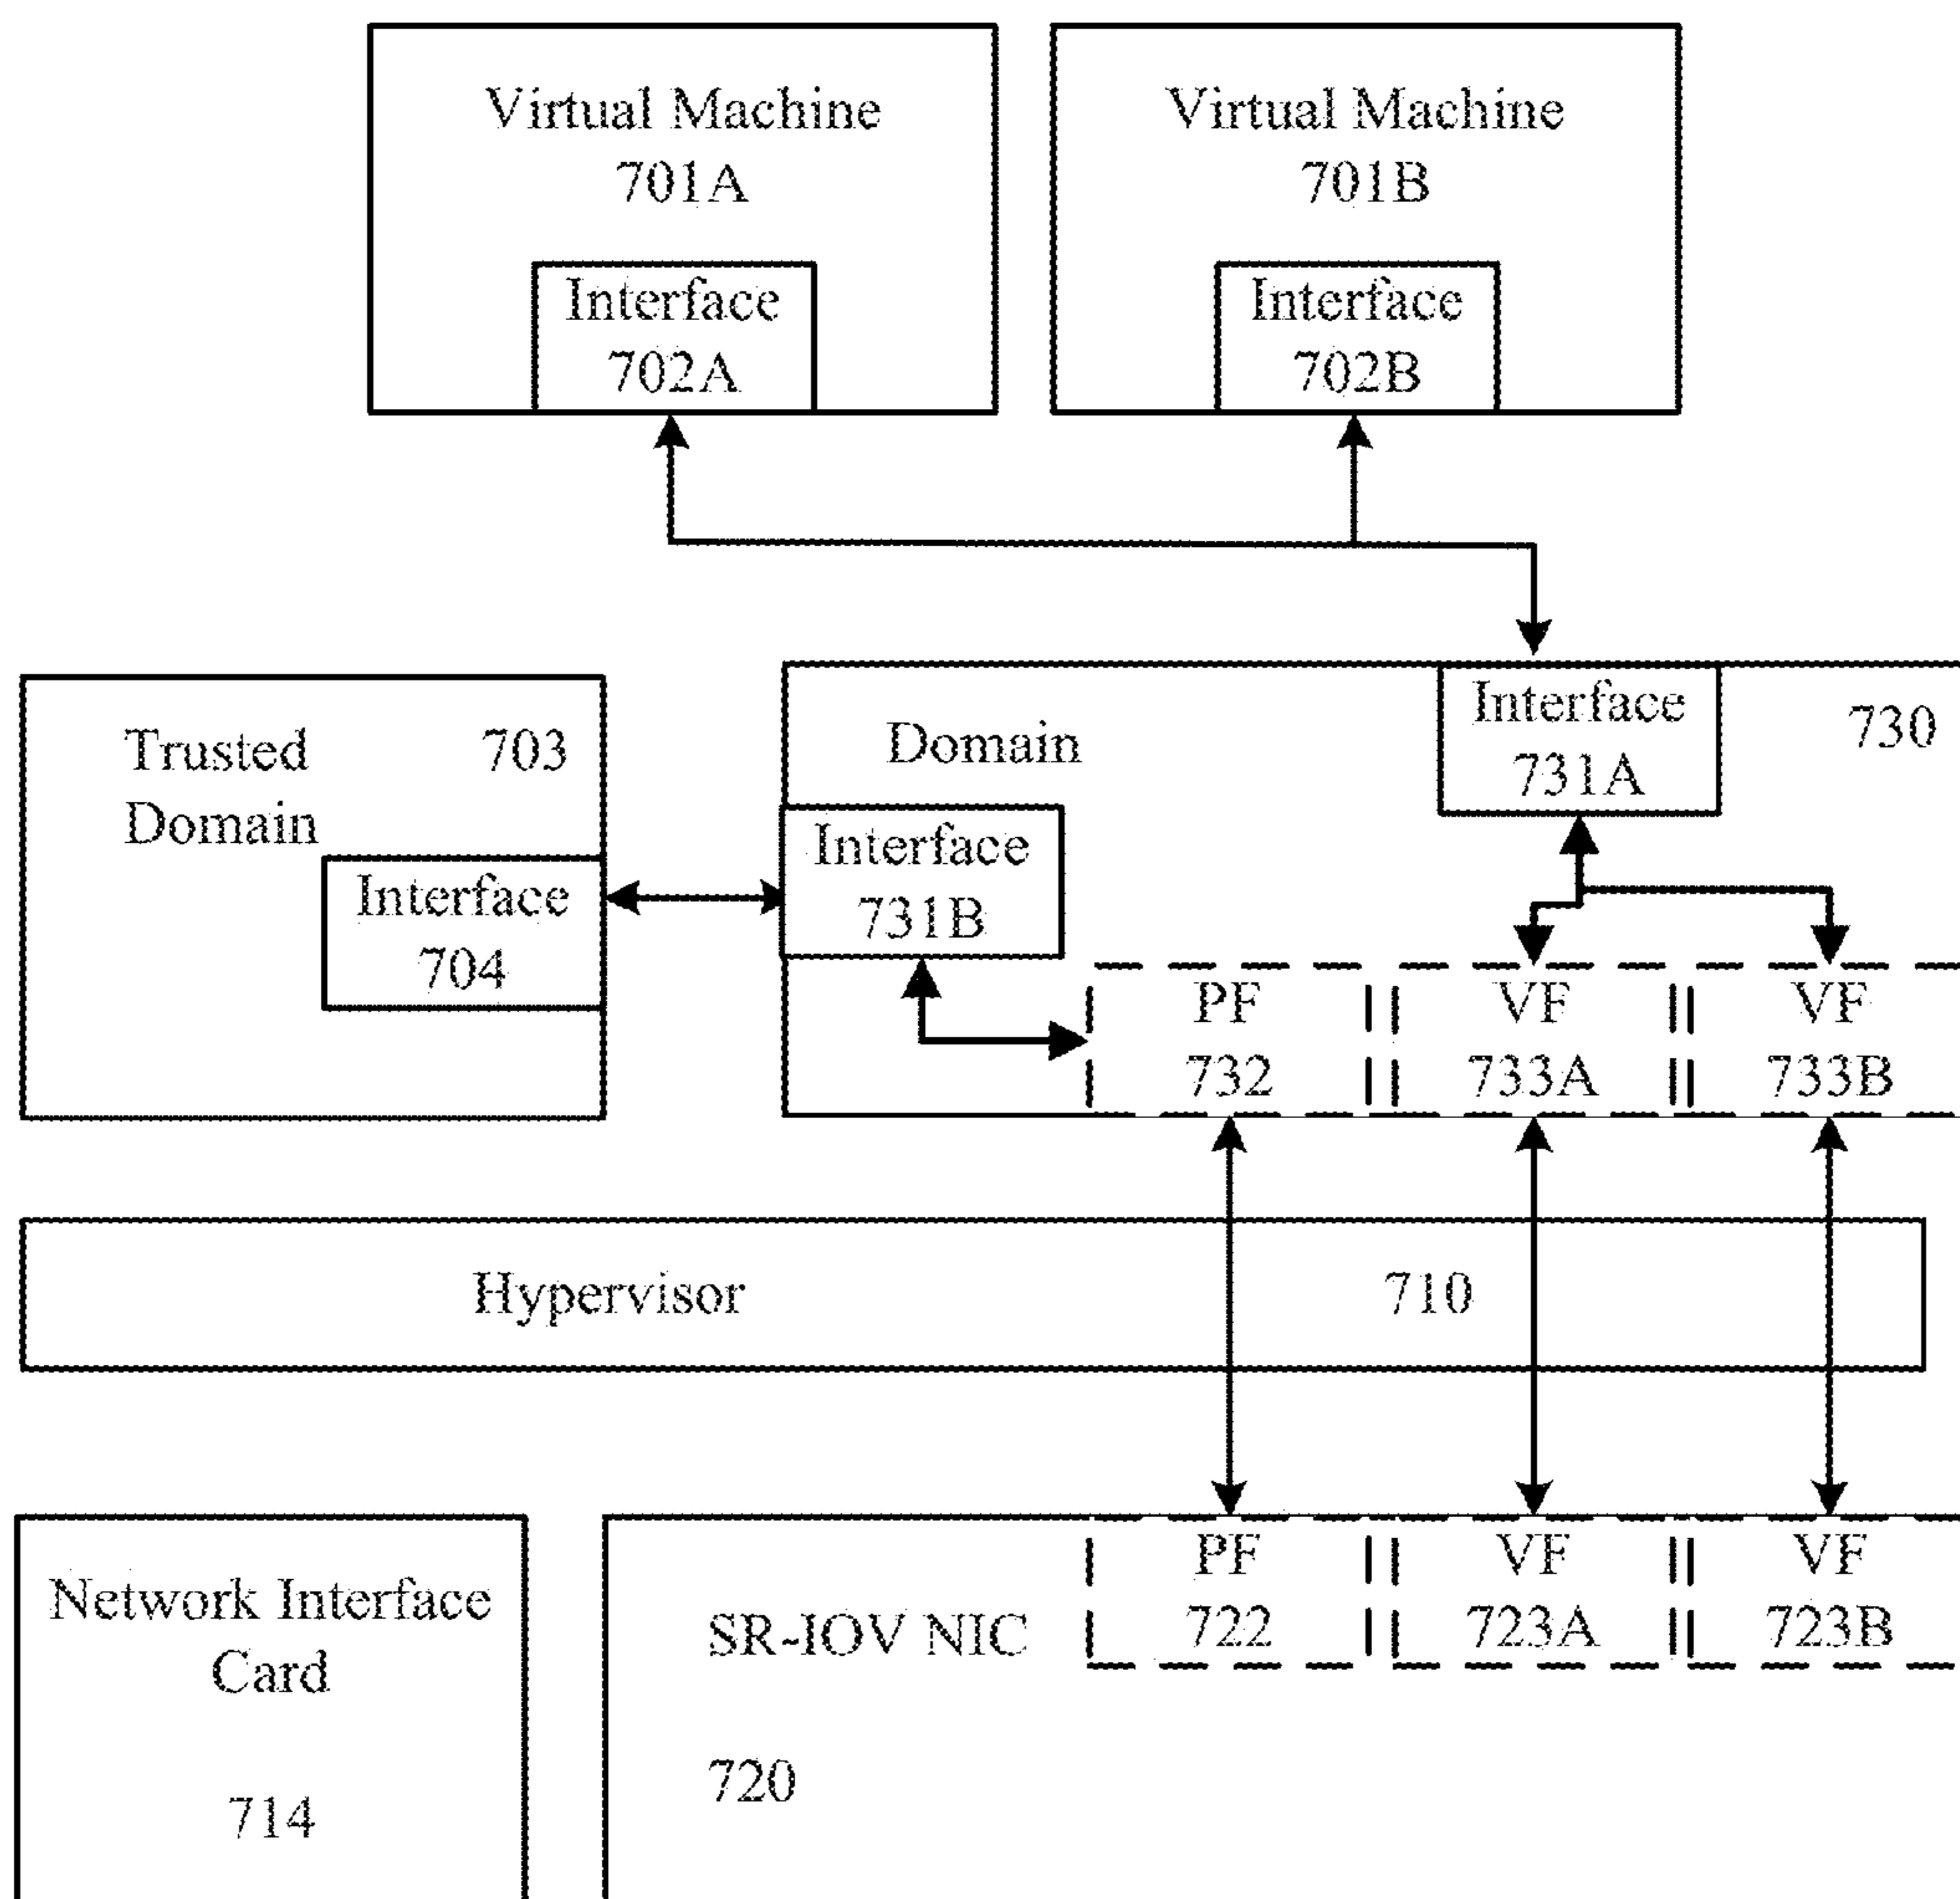 Virtual Machine
701A
Interface
702A
Virtual Machine
701B
Interface
702B
Trusted
Domain
703
Interface
704
Domain
730
Interface
731A
Interface
731B
PF
732
VF
733A
VF
733B
Hypervisor
710
Network Interface
Card
714
SR-IOV NIC
720
PF
722
VF
723A
VF
723B